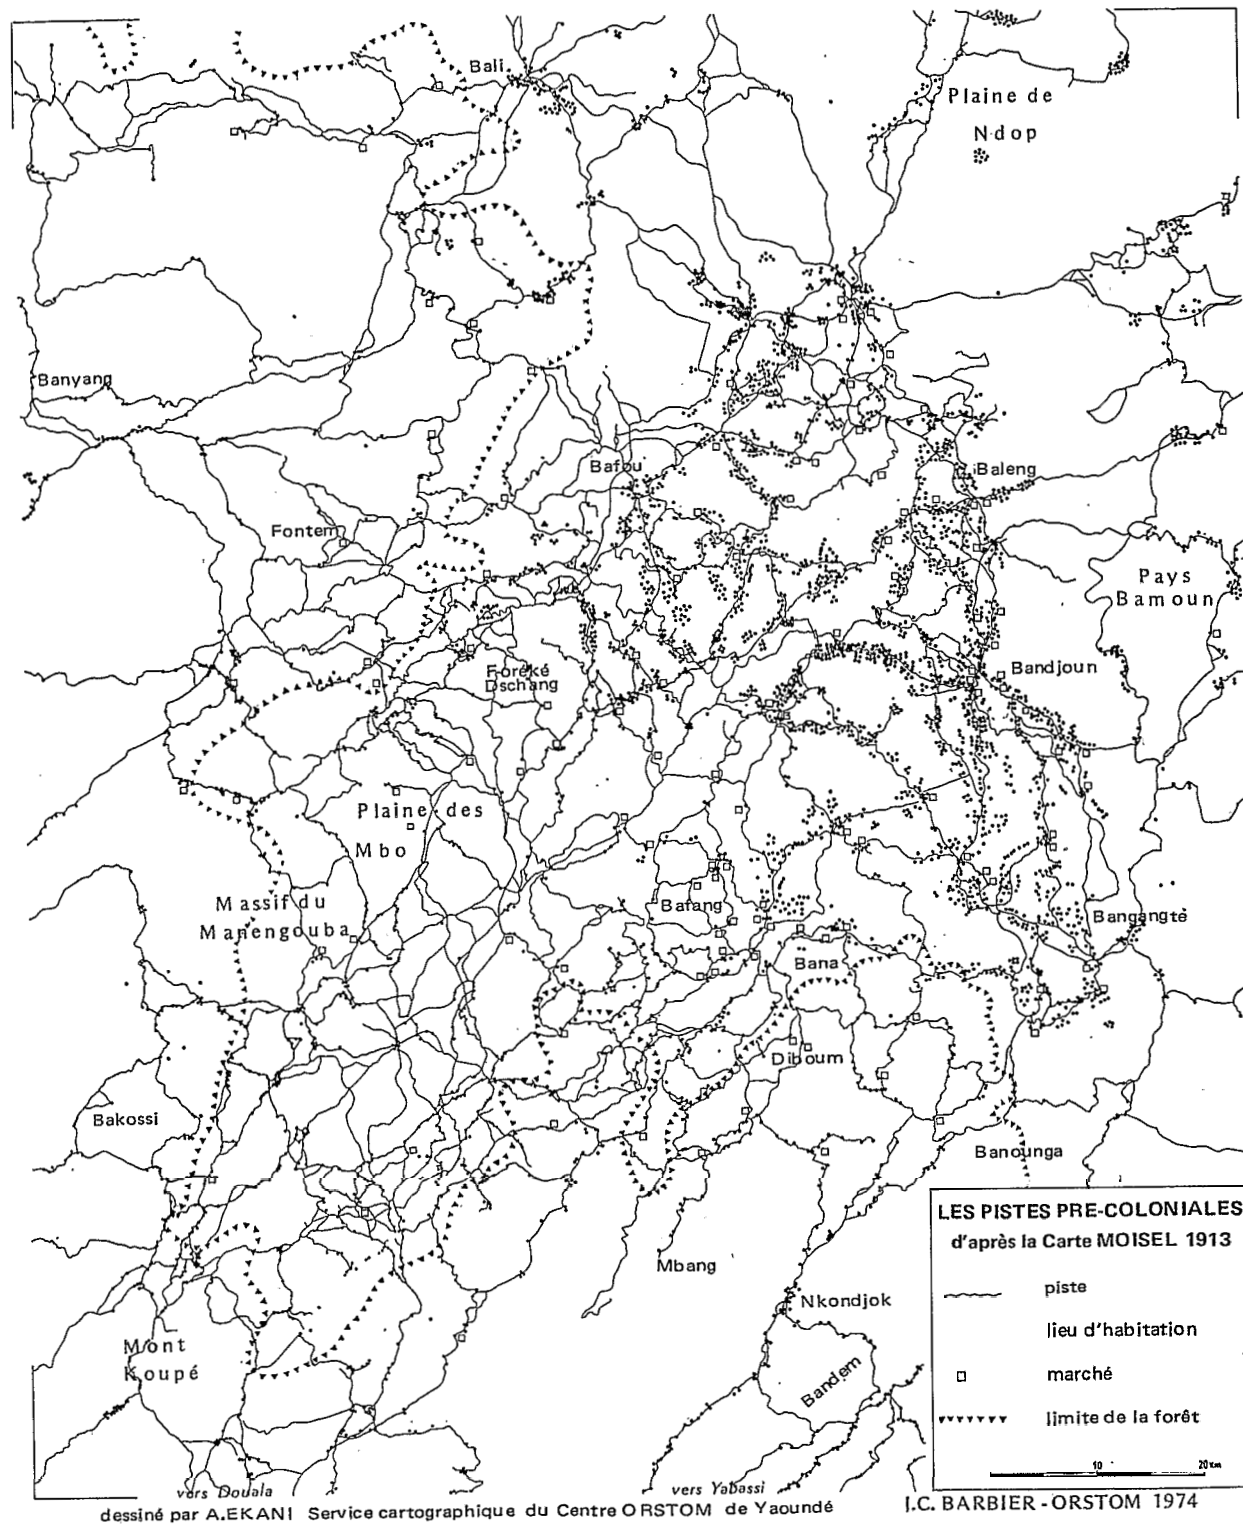 Bali
Plaine de
Ndop
Banyang
Bafou
Baleng
Fontem
Pays
Bamoun
Foréké
Dschang
Bandjoun
Plaine des
Mbo
Massif du
Manengouba
Bafang
Bangangtè
Bana
Diboum
Bakossi
Banounga
Mbang
Nkondjok
Mont
Koupé
Bandem
LES PISTES PRE-COLONIALES
d'après la Carte MOISEL 1913
piste
lieu d'habitation
marché
limite de la forêt
10 20 Km
vers Douala
vers Yabassi
dessiné par A.EKANI Service cartographique du Centre ORSTOM de Yaoundé
J.C. BARBIER - ORSTOM 1974